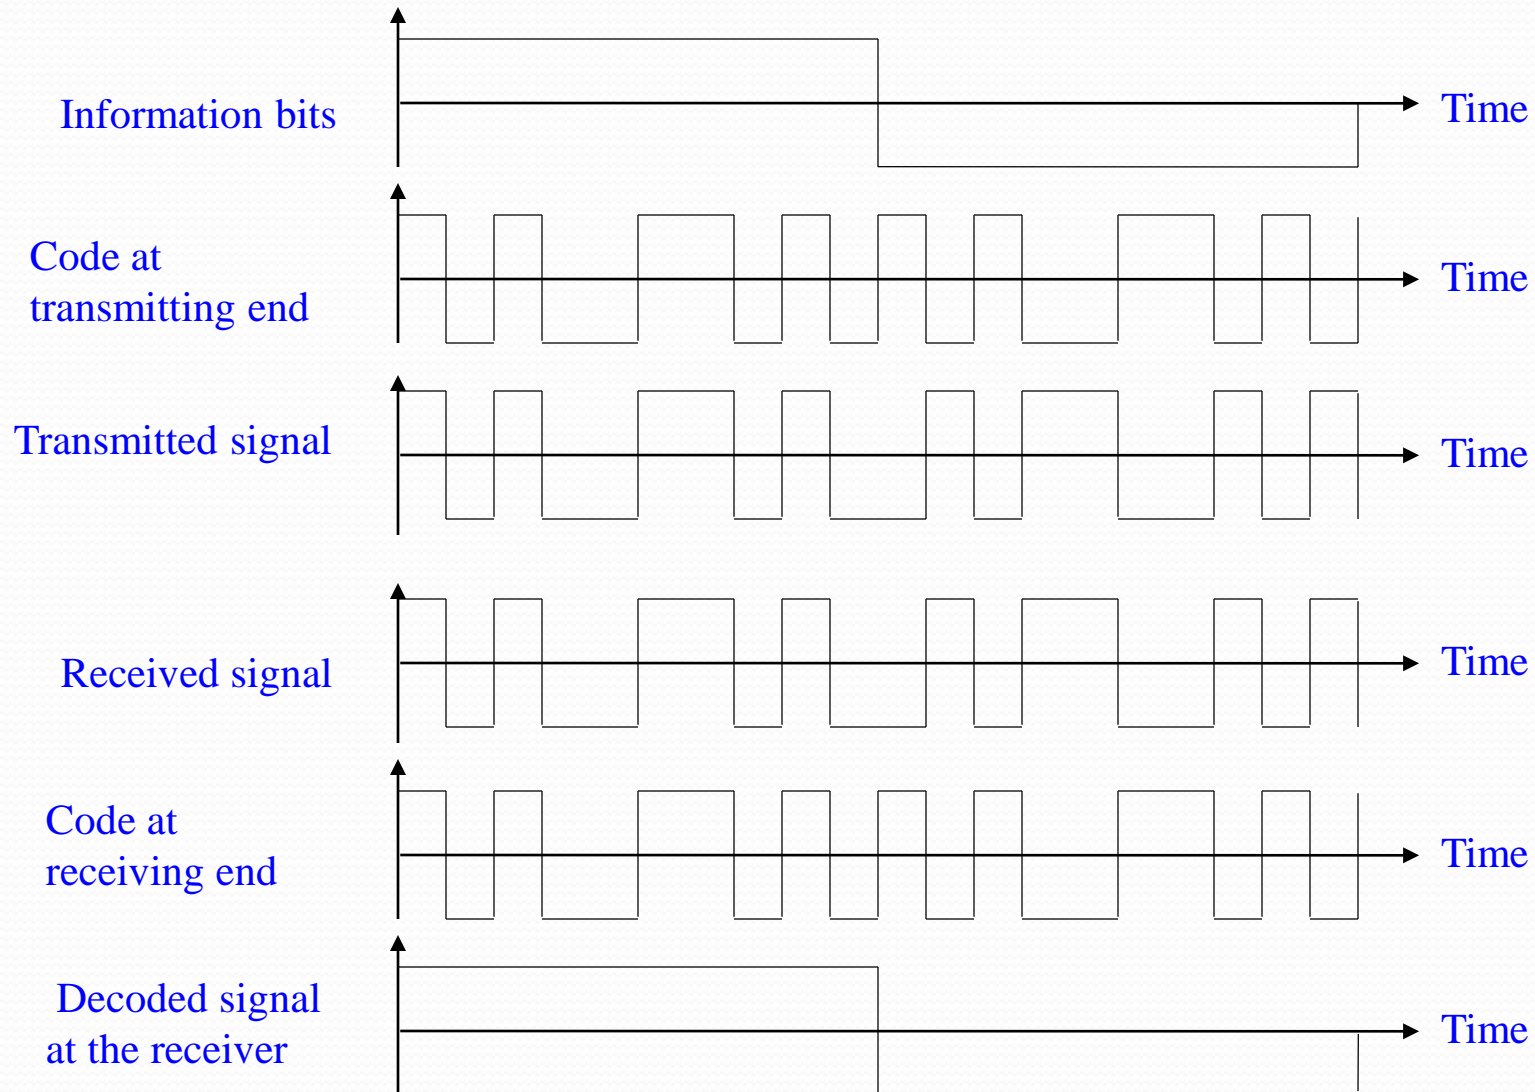 Information bits
Time
Code at
transmitting end
Time
Transmitted signal
Time
Received signal
Time
Code at
receiving end
Time
Decoded signal
at the receiver
Time